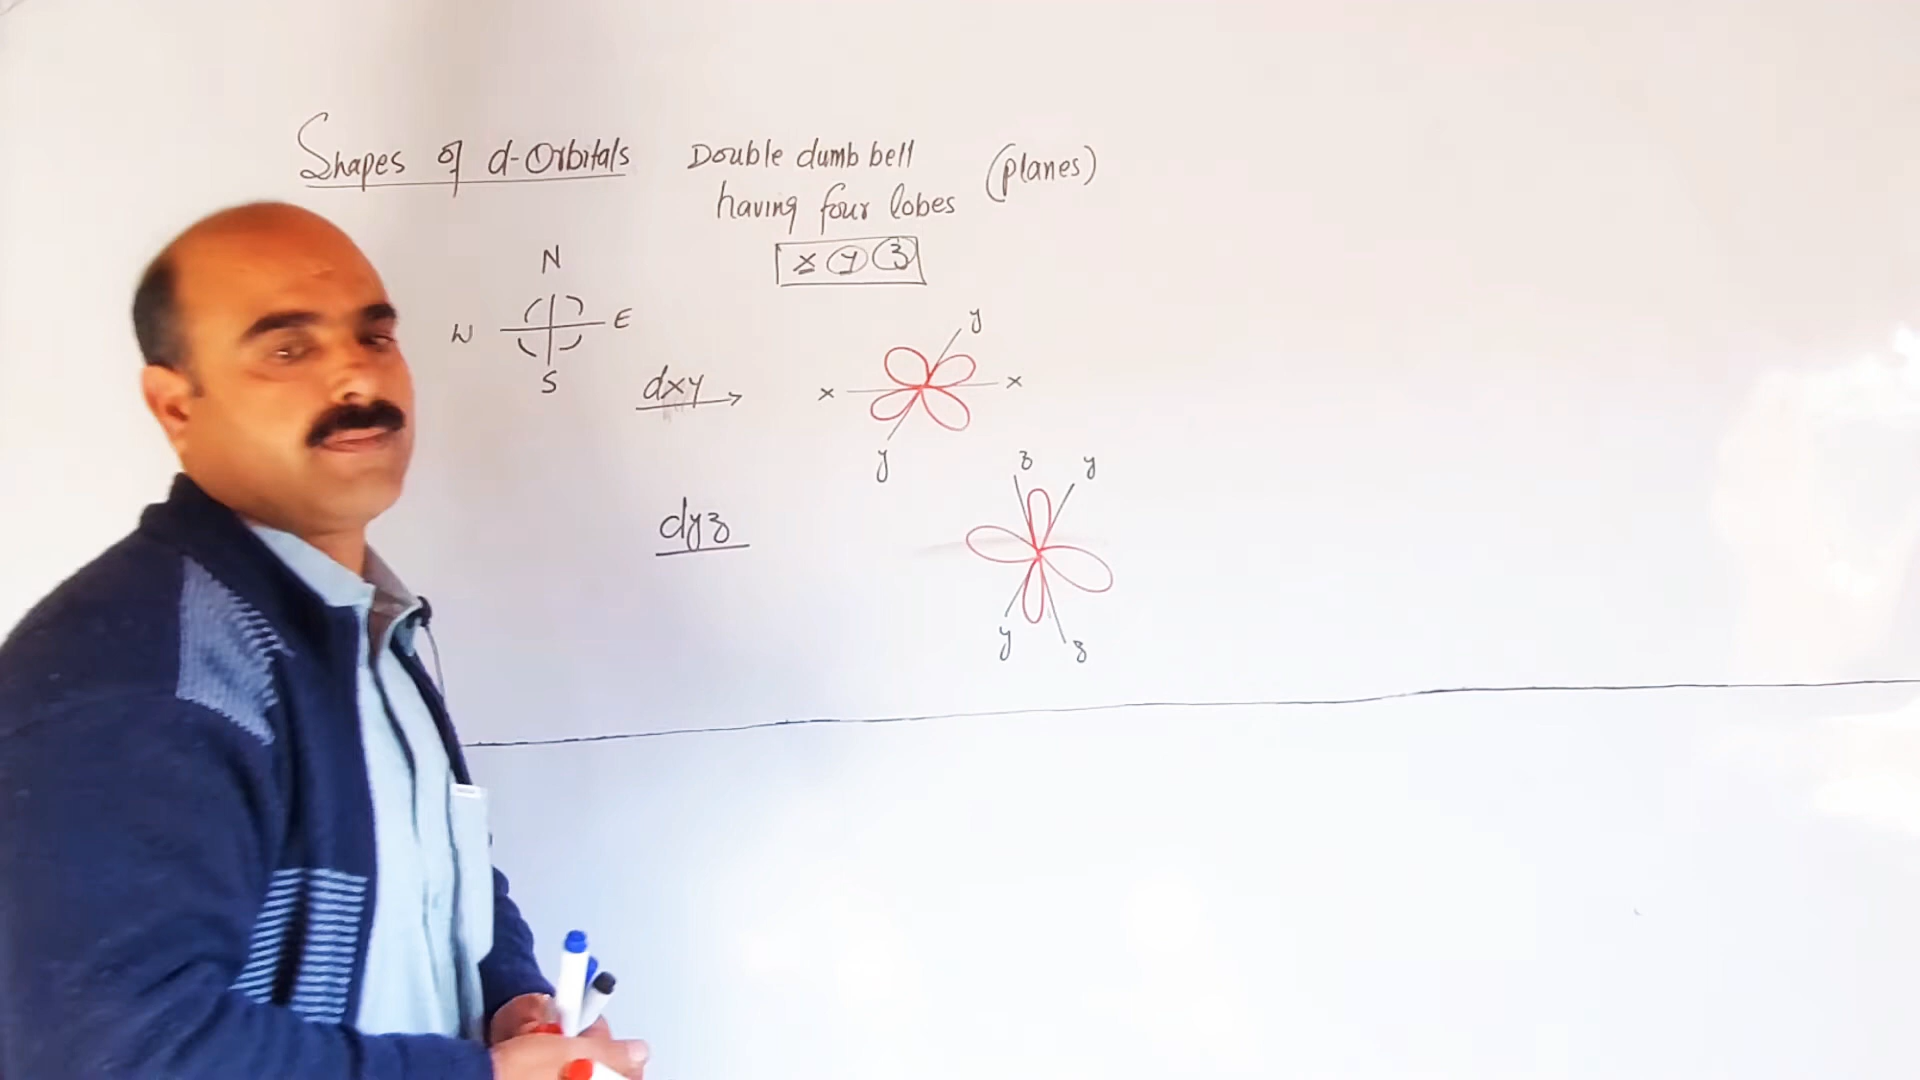 Shapes of d-Orbitals
Double dumb bell
having four lobes
(planes)
x y z
N
W E
S
dxy
y
x x
y
dyz
z y
y z